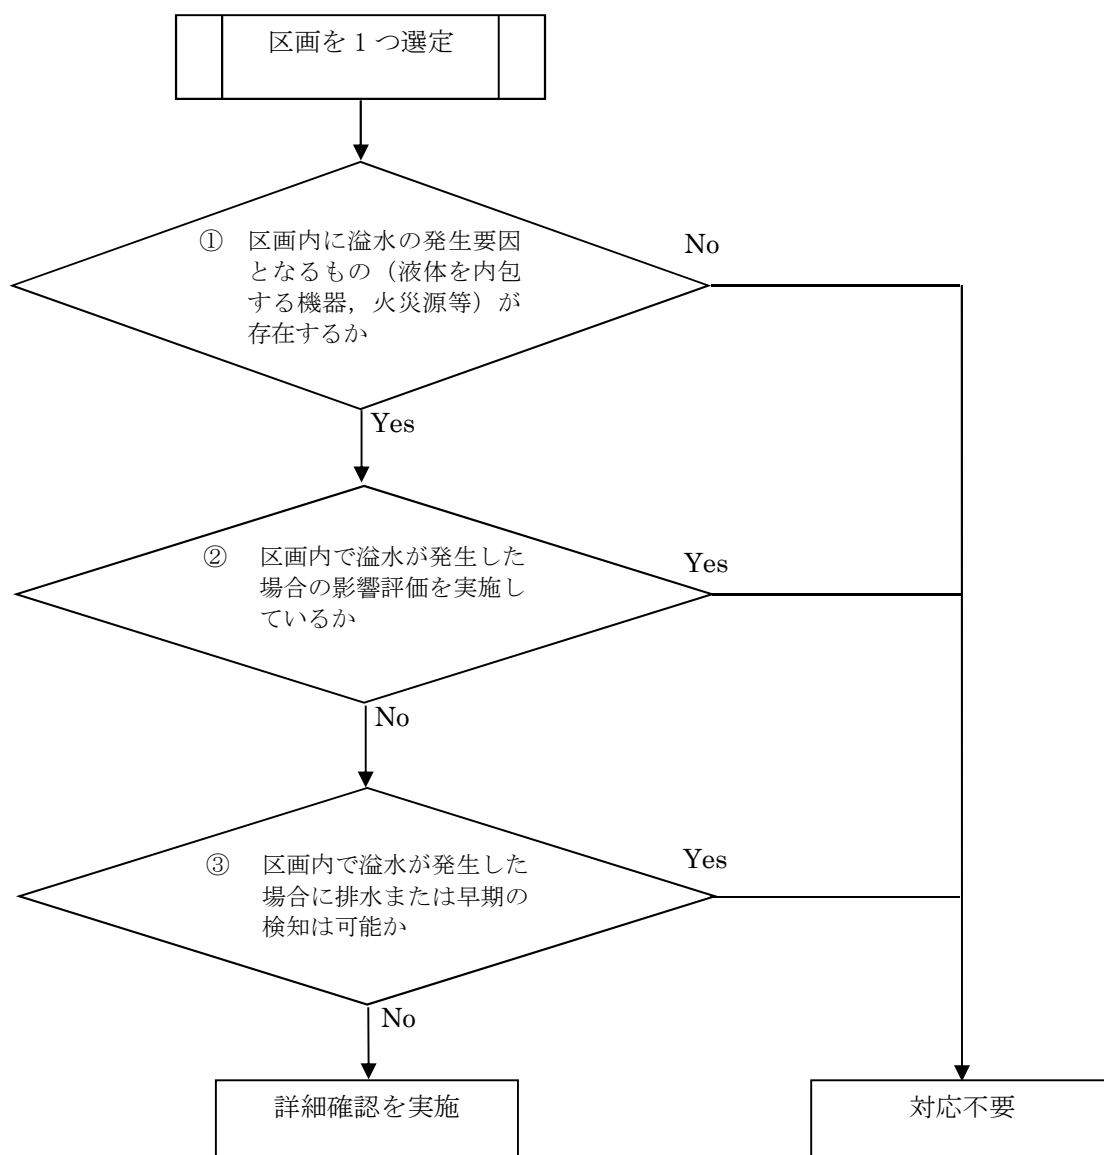 区画を1つ選定
① 区画内に溢水の発生要因
となるもの（液体を内包
する機器，火災源等）が
存在するか
No
Yes
② 区画内で溢水が発生した
場合の影響評価を実施し
ているか
Yes
No
③ 区画内で溢水が発生した
場合に排水または早期の
検知は可能か
Yes
No
詳細確認を実施
対応不要